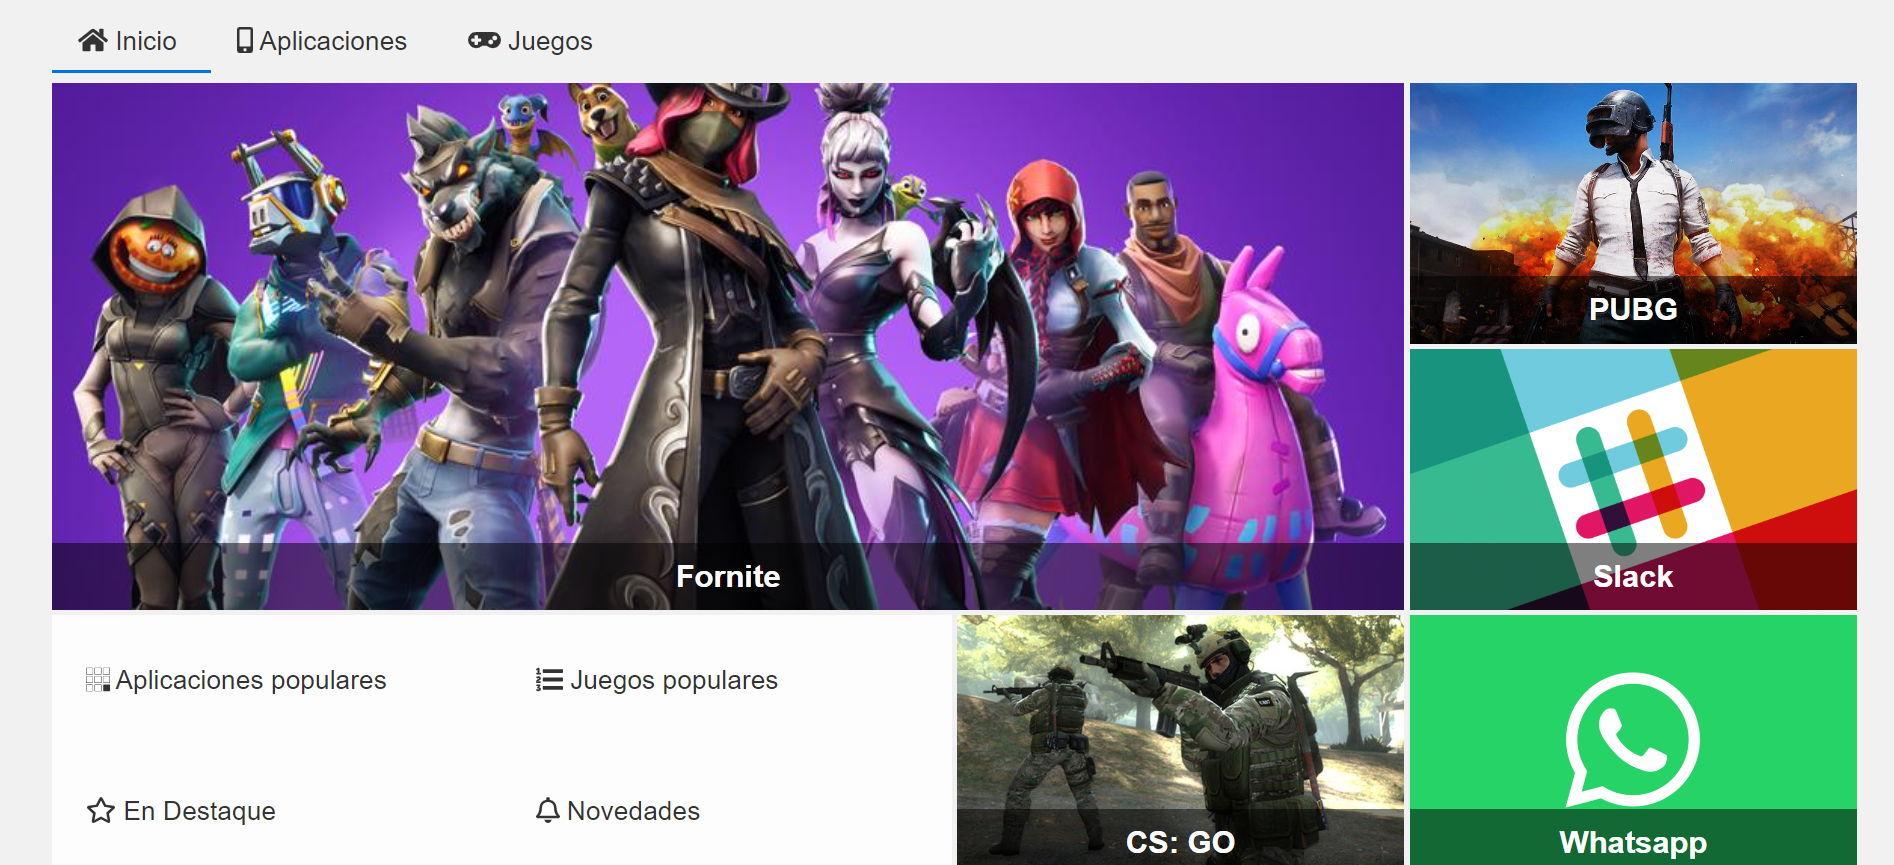 Inicio
Aplicaciones
Juegos
Fornite
PUBG
Slack
Aplicaciones populares
Juegos populares
En Destaque
Novedades
CS: GO
Whatsapp